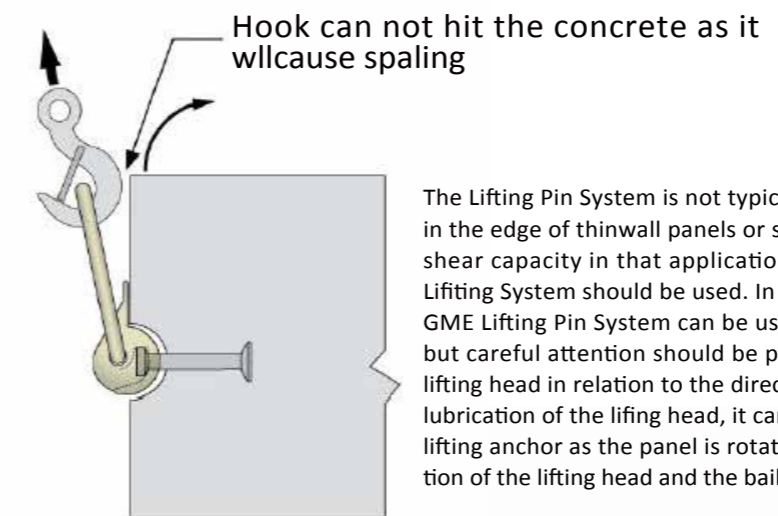 Hook can not hit the concrete as it
wllcause spaling
The Lifting Pin System is not typic
in the edge of thinwall panels or s
shear capacity in that applicatio
Lifiting System should be used. In
GME Lifting Pin System can be us
but careful attention should be p
lifting head in relation to the direc
lubrication of the lifing head, it car
lifting anchor as the panel is rotat
tion of the lifting head and the bail